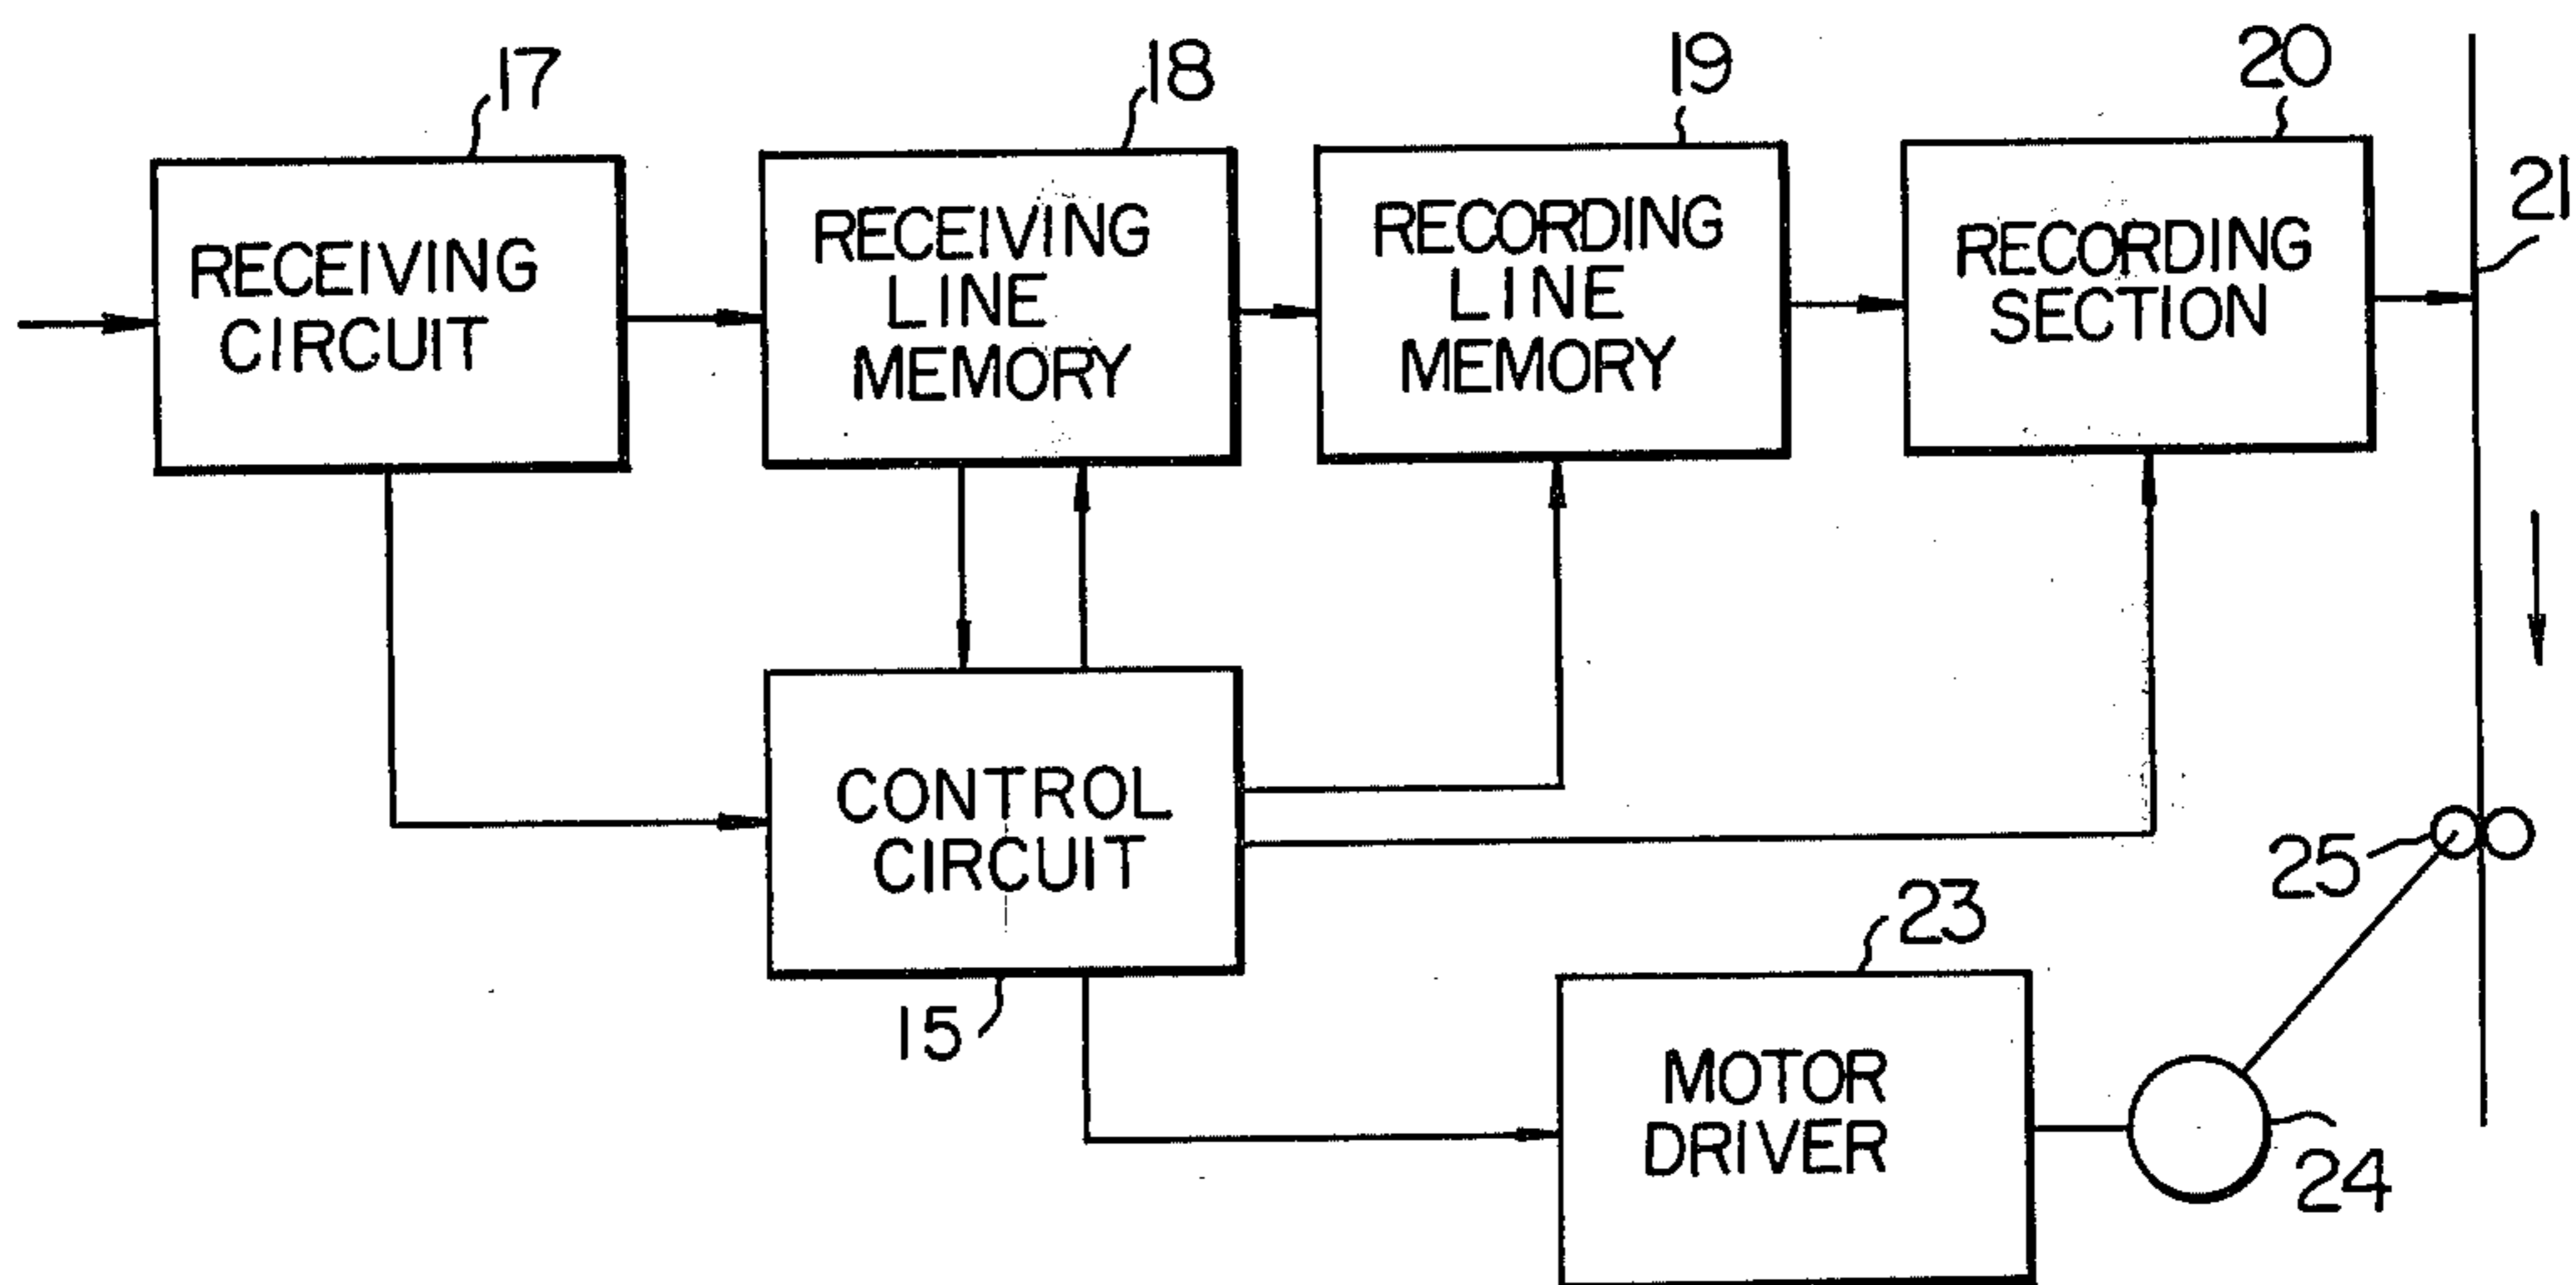 17
18
19
20
21
RECEIVING
CIRCUIT
RECEIVING
LINE
MEMORY
RECORDING
LINE
MEMORY
RECORDING
SECTION
CONTROL
CIRCUIT
15
25
23
MOTOR
DRIVER
24